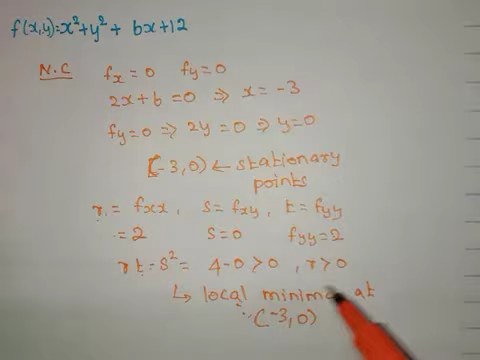 f(x,y)=x²+y²+ 6x+12
N.C fx=0 fy=0
2x+6=0 ⇒ x=-3
fy=0 ⇒ 2y=0 ⇒ y=0
(-3,0) ← stationary
points
r = fxx, s=fxy, t=fyy
=2 s=0 fyy=2
rt-s²= 4-0>0, r>0
↳ local minima at
(-3,0)